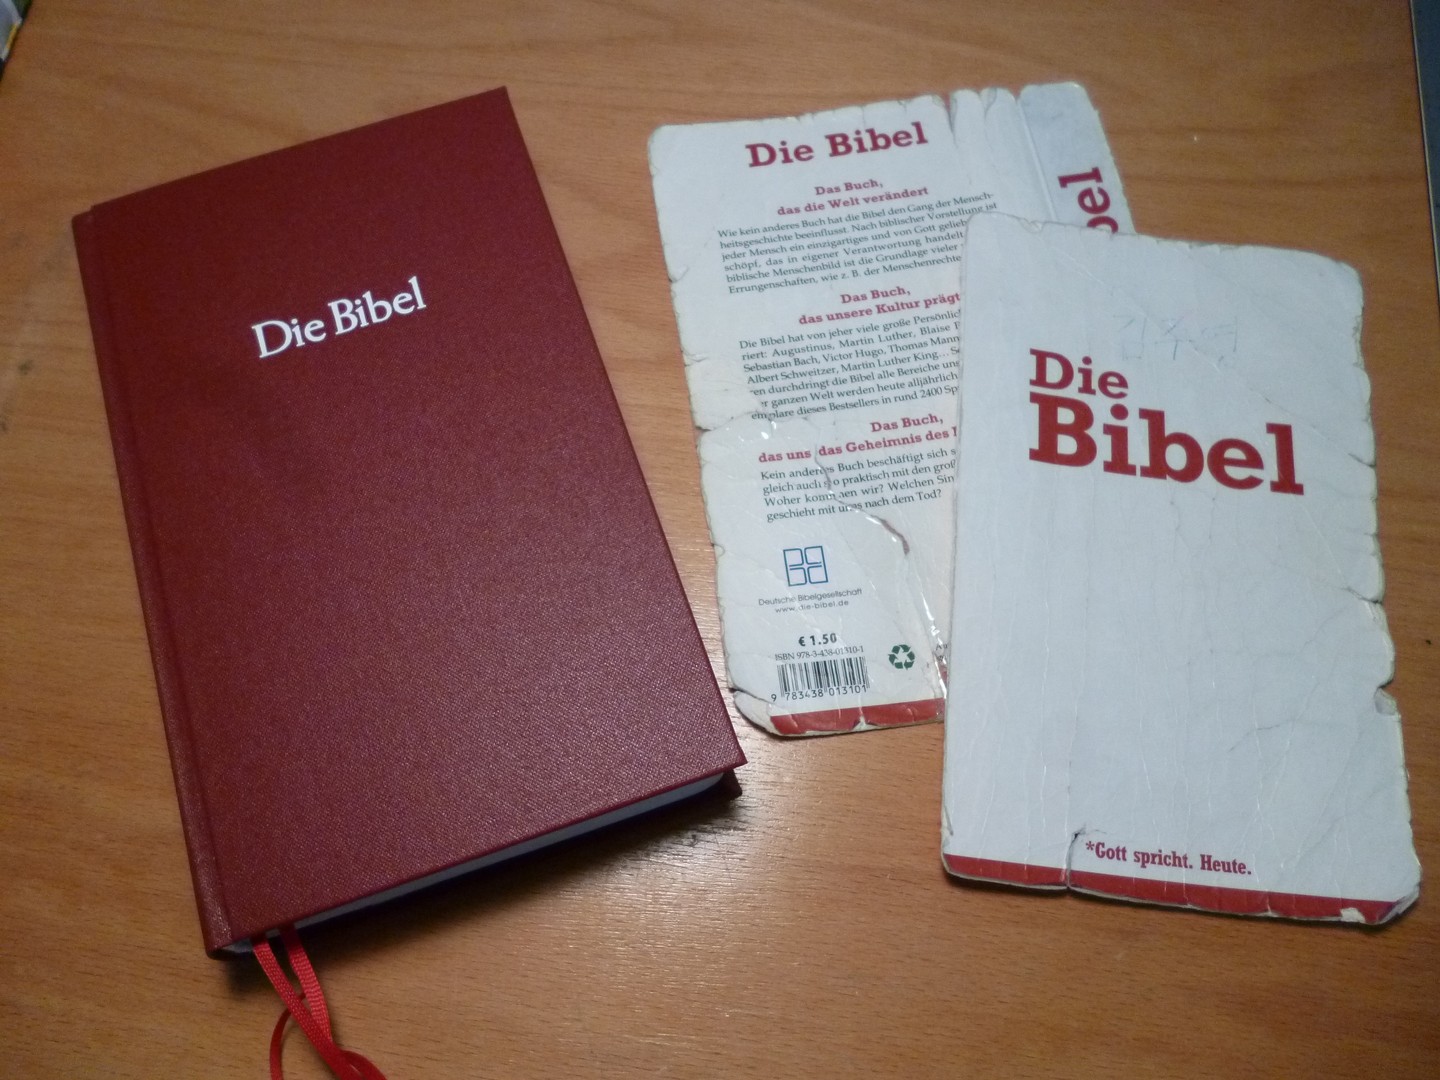 Die Bibel
Die Bibel
Das Buch,
das die Welt verändert
Wie kein anderes Buch hat die Bibel den Gang der Mensch-
heitsgeschichte beeinflusst. Nach biblischer Vorstellung ist
jeder Mensch ein einzigartiges und von Gott
schöpf, das in eigener Verantwortung handelt.
biblische Menschenbild ist die Grundlage vieler
Errungenschaften, wie z. B. der Menschenrechte
Das Buch,
das unsere Kultur prägt
Die Bibel hat von jeher viele große
riert: Augustinus, Martin Luther, Blaise
Sebastian Bach, Victor Hugo, Thomas Mann
Albert Schweitzer, Martin Luther King...
durchdringt die Bibel alle Bereiche
ganzen Welt werden heute alljährlich
emplare dieses Bestsellers in rund 2400
Das Buch,
das uns das Geheimnis des
Kein anderes Buch beschäftigt sich
gleich auch so praktisch mit den
Woher kommen wir? Welchen Sin
geschieht mit uns nach dem Tod?
Deutsche Bibelgesellschaft
www.die-bibel.de
€ 1.50
ISBN 978-3-438-01310-1
9 783438 013101
bel
Die
Bibel
*Gott spricht. Heute.